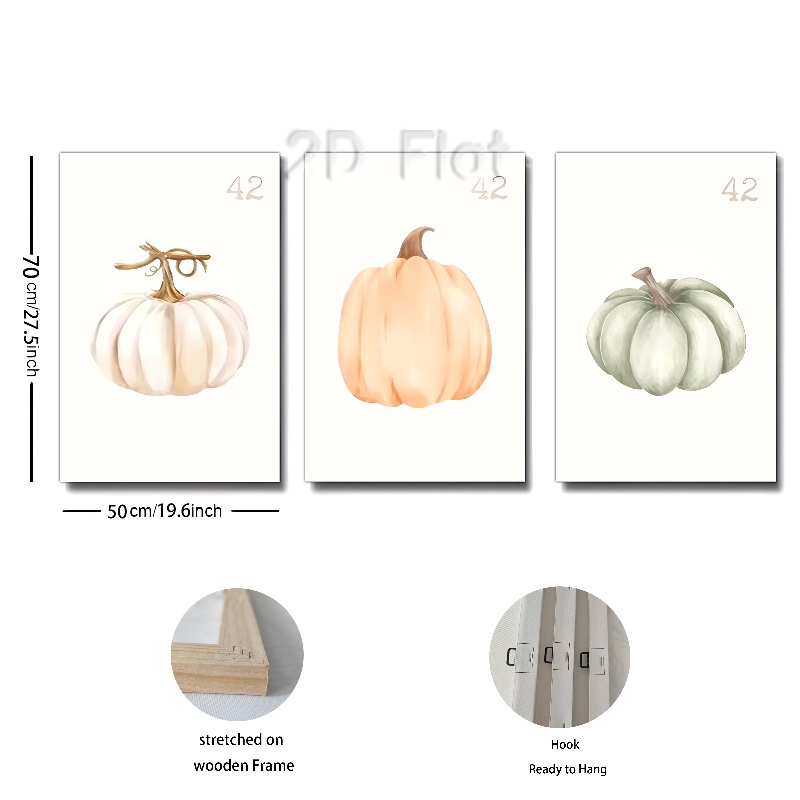 2D Flat
42
42
42
70 cm/27.5inch
50cm/19.6inch
stretched on
wooden Frame
Hook
Ready to Hang